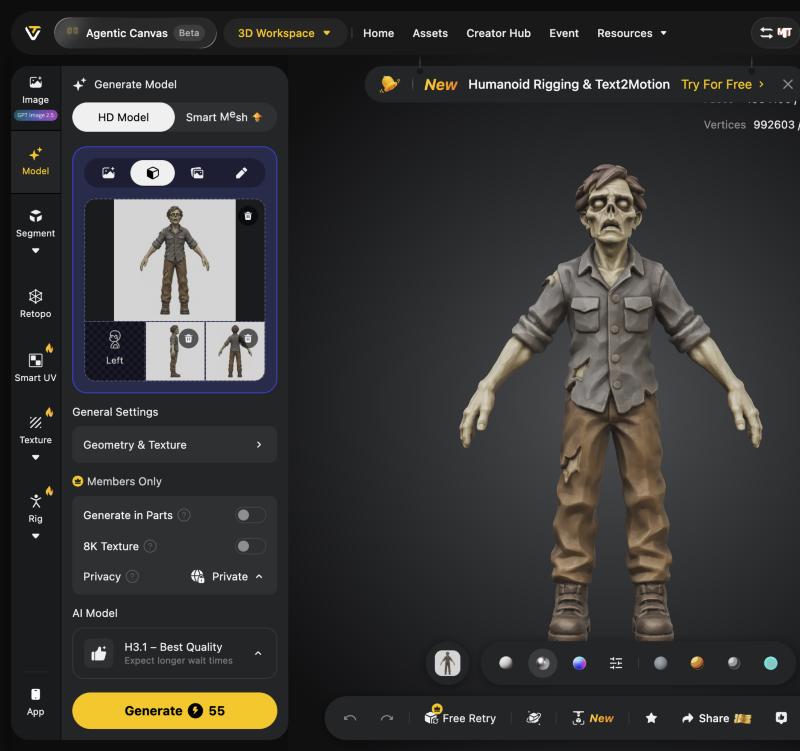 Agentic Canvas Beta
3D Workspace
Home
Assets
Creator Hub
Event
Resources
New Humanoid Rigging & Text2Motion Try For Free
Vertices 992603 /
Image
GPT Image 2.5
Model
Segment
Retopo
Smart UV
Texture
Rig
App
Generate Model
HD Model
Smart Mesh
Left
General Settings
Geometry & Texture
Members Only
Generate in Parts ?
8K Texture ?
Privacy ? Private
AI Model
H3.1 – Best Quality
Expect longer wait times
Generate 55
Free Retry
New
Share